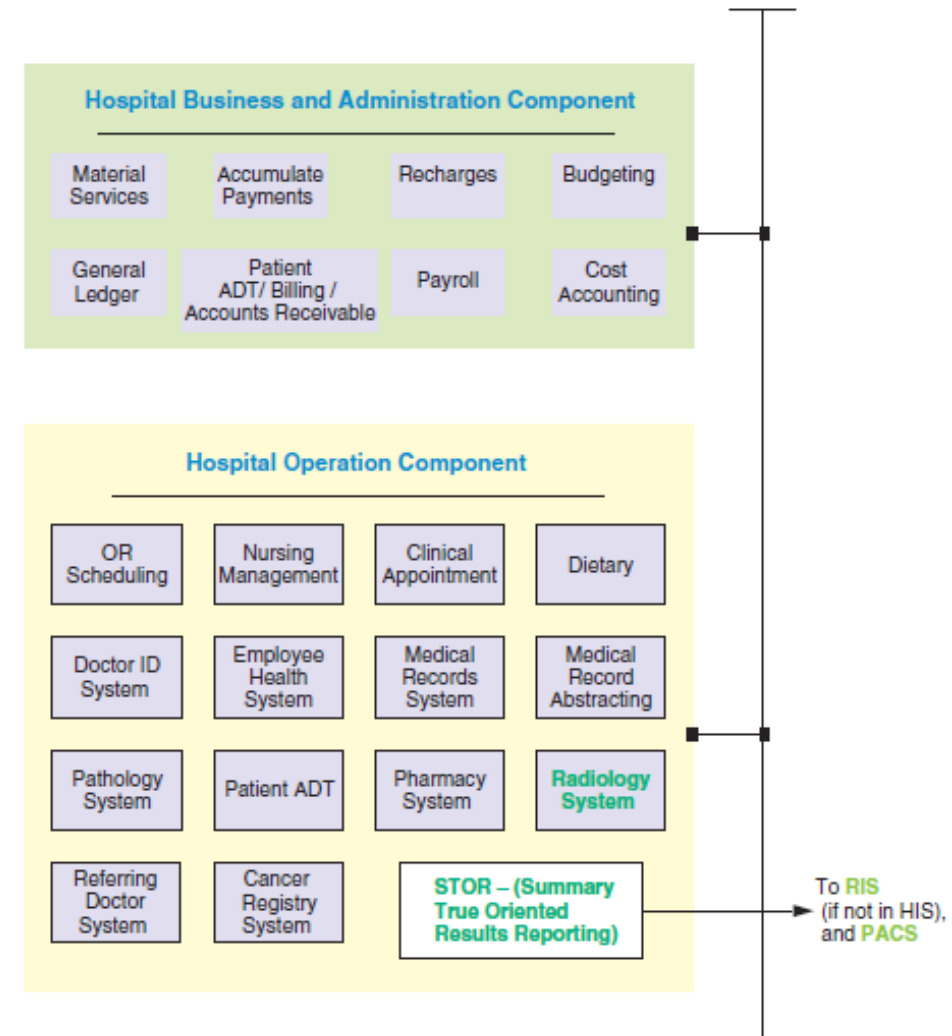 Hospital Business and Administration Component
Material
Services
Accumulate
Payments
Recharges
Budgeting
General
Ledger
Patient
ADT/ Billing /
Accounts Receivable
Payroll
Cost
Accounting
Hospital Operation Component
OR
Scheduling
Nursing
Management
Clinical
Appointment
Dietary
Doctor ID
System
Employee
Health
System
Medical
Records
System
Medical
Record
Abstracting
Pathology
System
Patient ADT
Pharmacy
System
Radiology
System
Referring
Doctor
System
Cancer
Registry
System
STOR – (Summary
True Oriented
Results Reporting)
To RIS
(if not in HIS),
and PACS